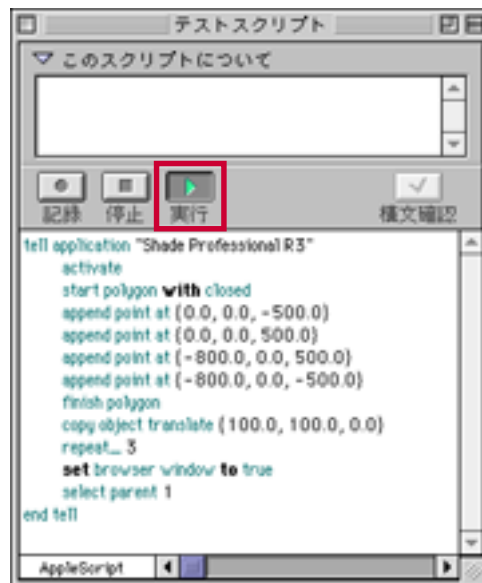 テストスクリプト
このスクリプトについて
記録 停止 実行 構文確認
tell application "Shade Professional R3"
activate
start polygon with closed
append point at {0.0, 0.0, -500.0}
append point at {0.0, 0.0, 500.0}
append point at {-800.0, 0.0, 500.0}
append point at {-800.0, 0.0, -500.0}
finish polygon
copy object translate {100.0, 100.0, 0.0}
repeat_ 3
set browser window to true
select parent 1
end tell
AppleScript